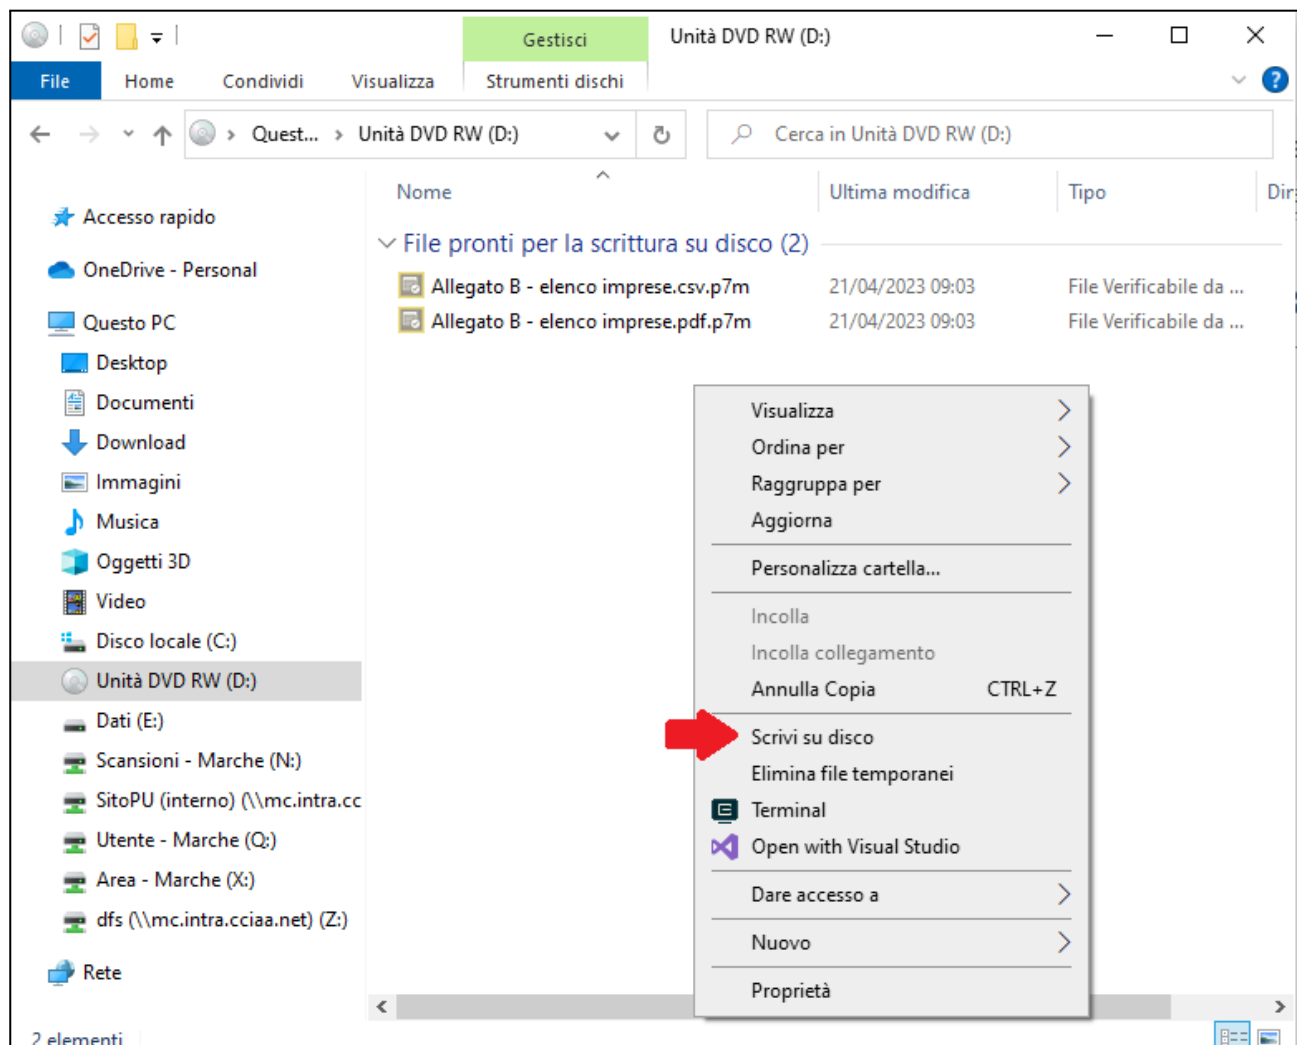 Gestisci
Unità DVD RW (D:)
File
Home
Condividi
Visualizza
Strumenti dischi
?
Quest...
Unità DVD RW (D:)
Cerca in Unità DVD RW (D:)
Nome
Ultima modifica
Tipo
Accesso rapido
OneDrive - Personal
Questo PC
Desktop
Documenti
Download
Immagini
Musica
Oggetti 3D
Video
Disco locale (C:)
Unità DVD RW (D:)
Dati (E:)
Scansioni - Marche (N:)
SitoPU (interno) (\\mc.intra.cc
Utente - Marche (Q:)
Area - Marche (X:)
dfs (\\mc.intra.cciaa.net) (Z:)
Rete
File pronti per la scrittura su disco (2)
Allegato B - elenco imprese.csv.p7m 21/04/2023 09:03 File Verificabile da ...
Allegato B - elenco imprese.pdf.p7m 21/04/2023 09:03 File Verificabile da ...
Visualizza
Ordina per
Raggruppa per
Aggiorna
Personalizza cartella...
Incolla
Incolla collegamento
Annulla Copia CTRL+Z
Scrivi su disco
Elimina file temporanei
Terminal
Open with Visual Studio
Dare accesso a
Nuovo
Proprietà
2 elementi